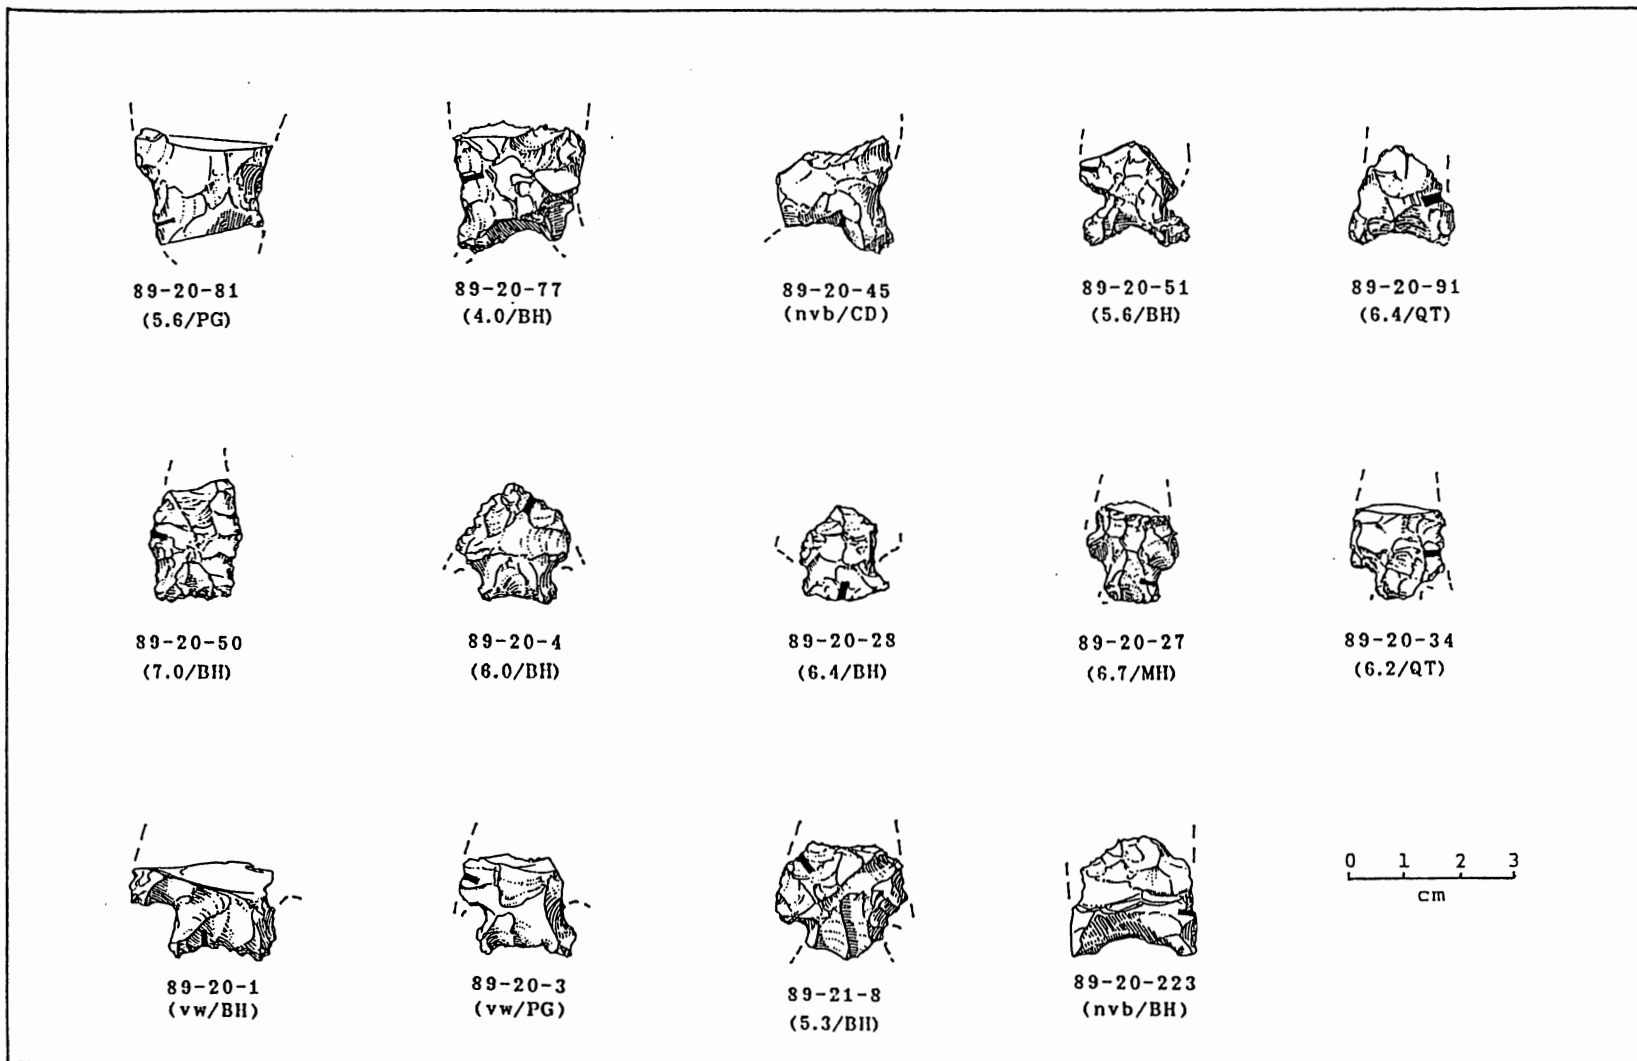 89-20-81 89-20-77 89-20-45 89-20-51 89-20-91
(5.6/PG) (4.0/BH) (nvb/CD) (5.6/BH) (6.4/QT)
89-20-50 89-20-4 89-20-28 89-20-27 89-20-34
(7.0/BH) (6.0/BH) (6.4/BH) (6.7/MH) (6.2/QT)
0 1 2 3
cm
89-20-1 89-20-3 89-21-8 89-20-223
(vw/BH) (vw/PG) (5.3/BH) (nvb/BH)